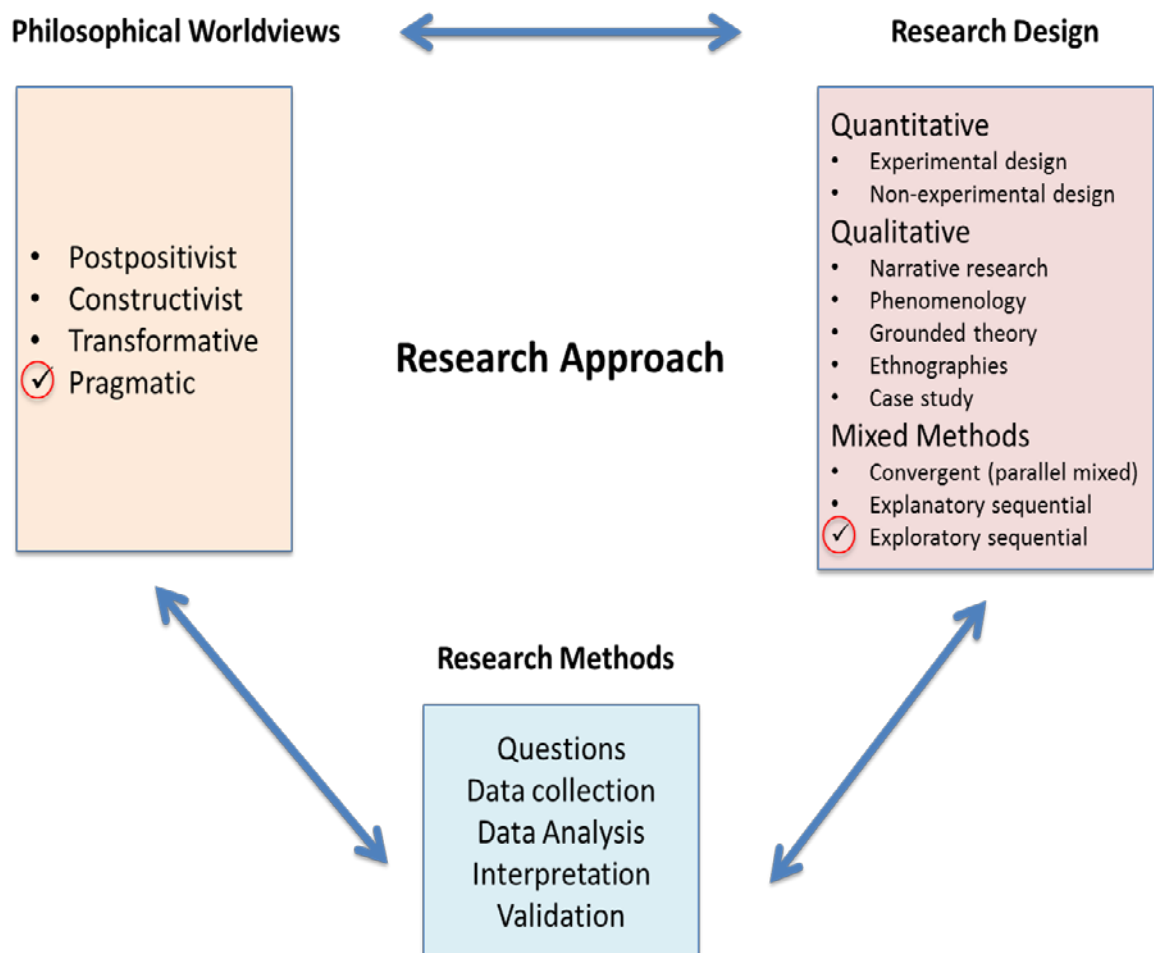 Philosophical Worldviews
Research Design
• Postpositivist
• Constructivist
• Transformative
✓ Pragmatic
Research Approach
Quantitative
• Experimental design
• Non-experimental design
Qualitative
• Narrative research
• Phenomenology
• Grounded theory
• Ethnographies
• Case study
Mixed Methods
• Convergent (parallel mixed)
• Explanatory sequential
✓ Exploratory sequential
Research Methods
Questions
Data collection
Data Analysis
Interpretation
Validation